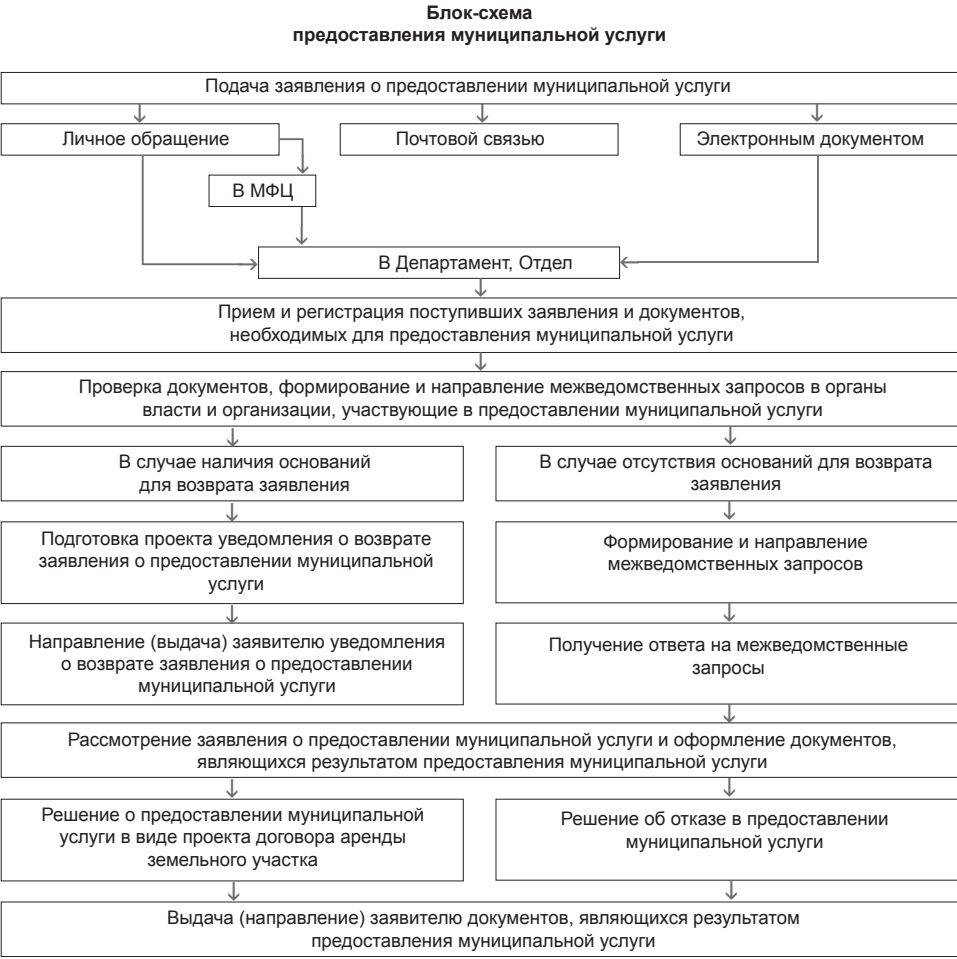 Блок-схема
предоставления муниципальной услуги
Подача заявления о предоставлении муниципальной услуги
Личное обращение
Почтовой связью
Электронным документом
В МФЦ
В Департамент, Отдел
Прием и регистрация поступивших заявления и документов,
необходимых для предоставления муниципальной услуги
Проверка документов, формирование и направление межведомственных запросов в органы
власти и организации, участвующие в предоставлении муниципальной услуги
В случае наличия оснований
для возврата заявления
В случае отсутствия оснований для возврата
заявления
Подготовка проекта уведомления о возврате
заявления о предоставлении муниципальной
услуги
Формирование и направление
межведомственных запросов
Направление (выдача) заявителю уведомления
о возврате заявления о предоставлении
муниципальной услуги
Получение ответа на межведомственные
запросы
Рассмотрение заявления о предоставлении муниципальной услуги и оформление документов,
являющихся результатом предоставления муниципальной услуги
Решение о предоставлении муниципальной
услуги в виде проекта договора аренды
земельного участка
Решение об отказе в предоставлении
муниципальной услуги
Выдача (направление) заявителю документов, являющихся результатом
предоставления муниципальной услуги